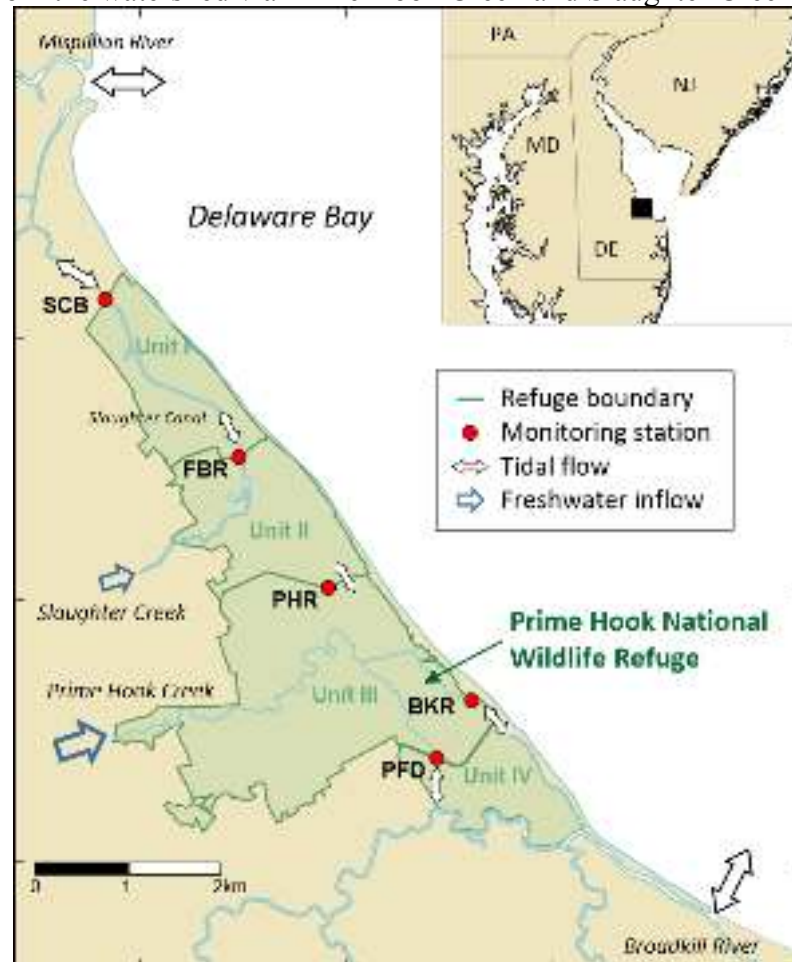 Mispillion River
Delaware Bay
PA
NJ
MD
DE
SCB
Unit I
Slaughter Canal
FBR
Unit II
Slaughter Creek
PHR
Prime Hook Creek
Unit III
BKR
PFD
Unit IV
Prime Hook National
Wildlife Refuge
Refuge boundary
Monitoring station
Tidal flow
Freshwater inflow
0 1 2km
Broadkill River